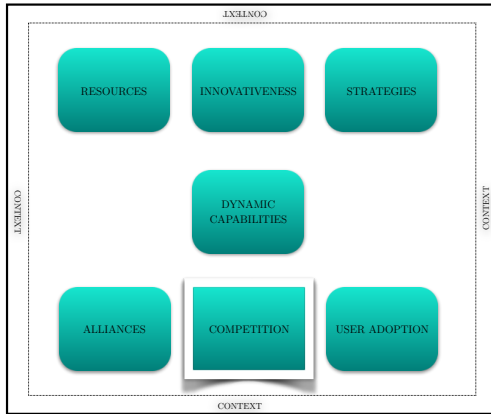 CONTEXT
RESOURCES
INNOVATIVENESS
STRATEGIES
CONTEXT
DYNAMIC
CAPABILITIES
CONTEXT
ALLIANCES
COMPETITION
USER ADOPTION
CONTEXT